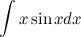 ∫ x sin x dx